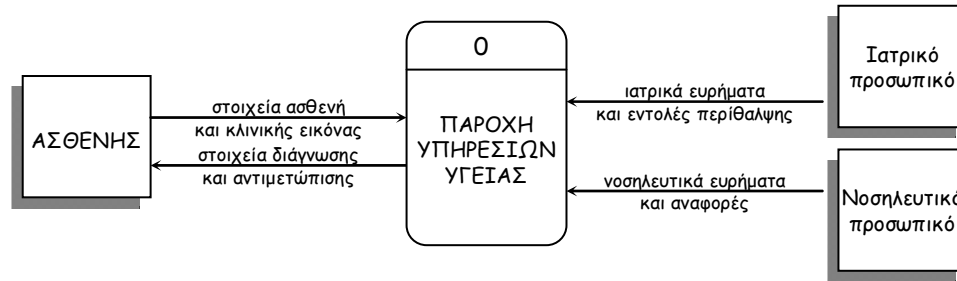 ΑΣΘΕΝΗΣ
στοιχεία ασθενή
και κλινικής εικόνας
στοιχεία διάγνωσης
και αντιμετώπισης
0
ΠΑΡΟΧΗ
ΥΠΗΡΕΣΙΩΝ
ΥΓΕΙΑΣ
ιατρικά ευρήματα
και εντολές περίθαλψης
νοσηλευτικά ευρήματα
και αναφορές
Ιατρικό
προσωπικό
Νοσηλευτικό
προσωπικό